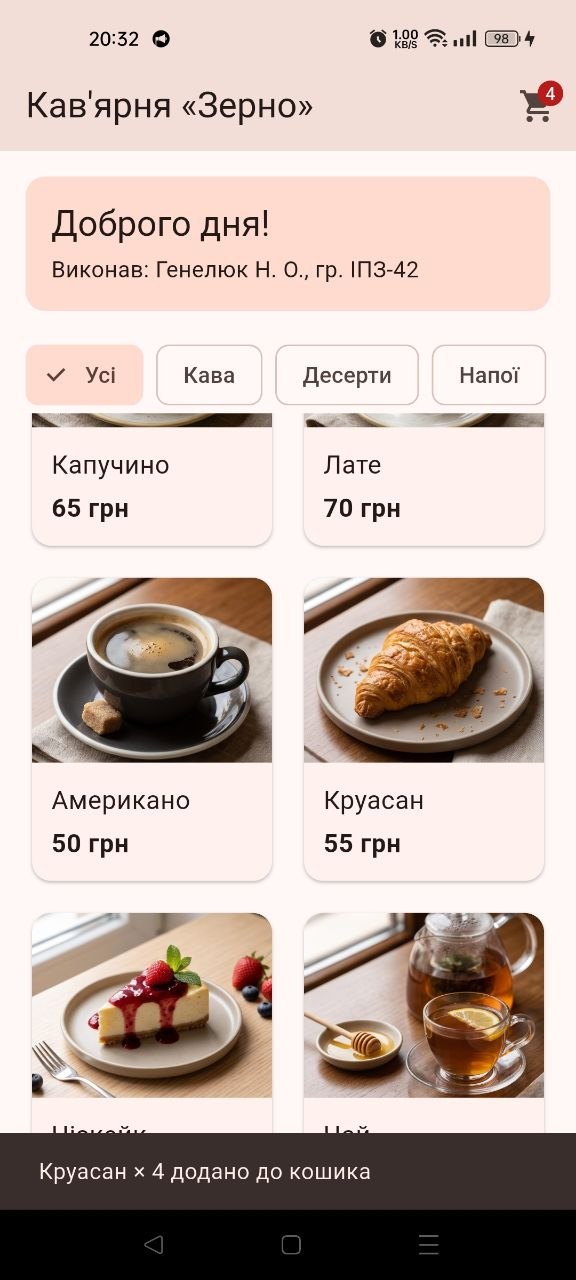 20:32
1.00
KB/S
98
Кав'ярня «Зерно»
4
Доброго дня!
Виконав: Генелюк Н. О., гр. ІПЗ-42
Усі
Кава
Десерти
Напої
Капучино
Лате
65 грн
70 грн
Американо
Круасан
50 грн
55 грн
Круасан × 4 додано до кошика